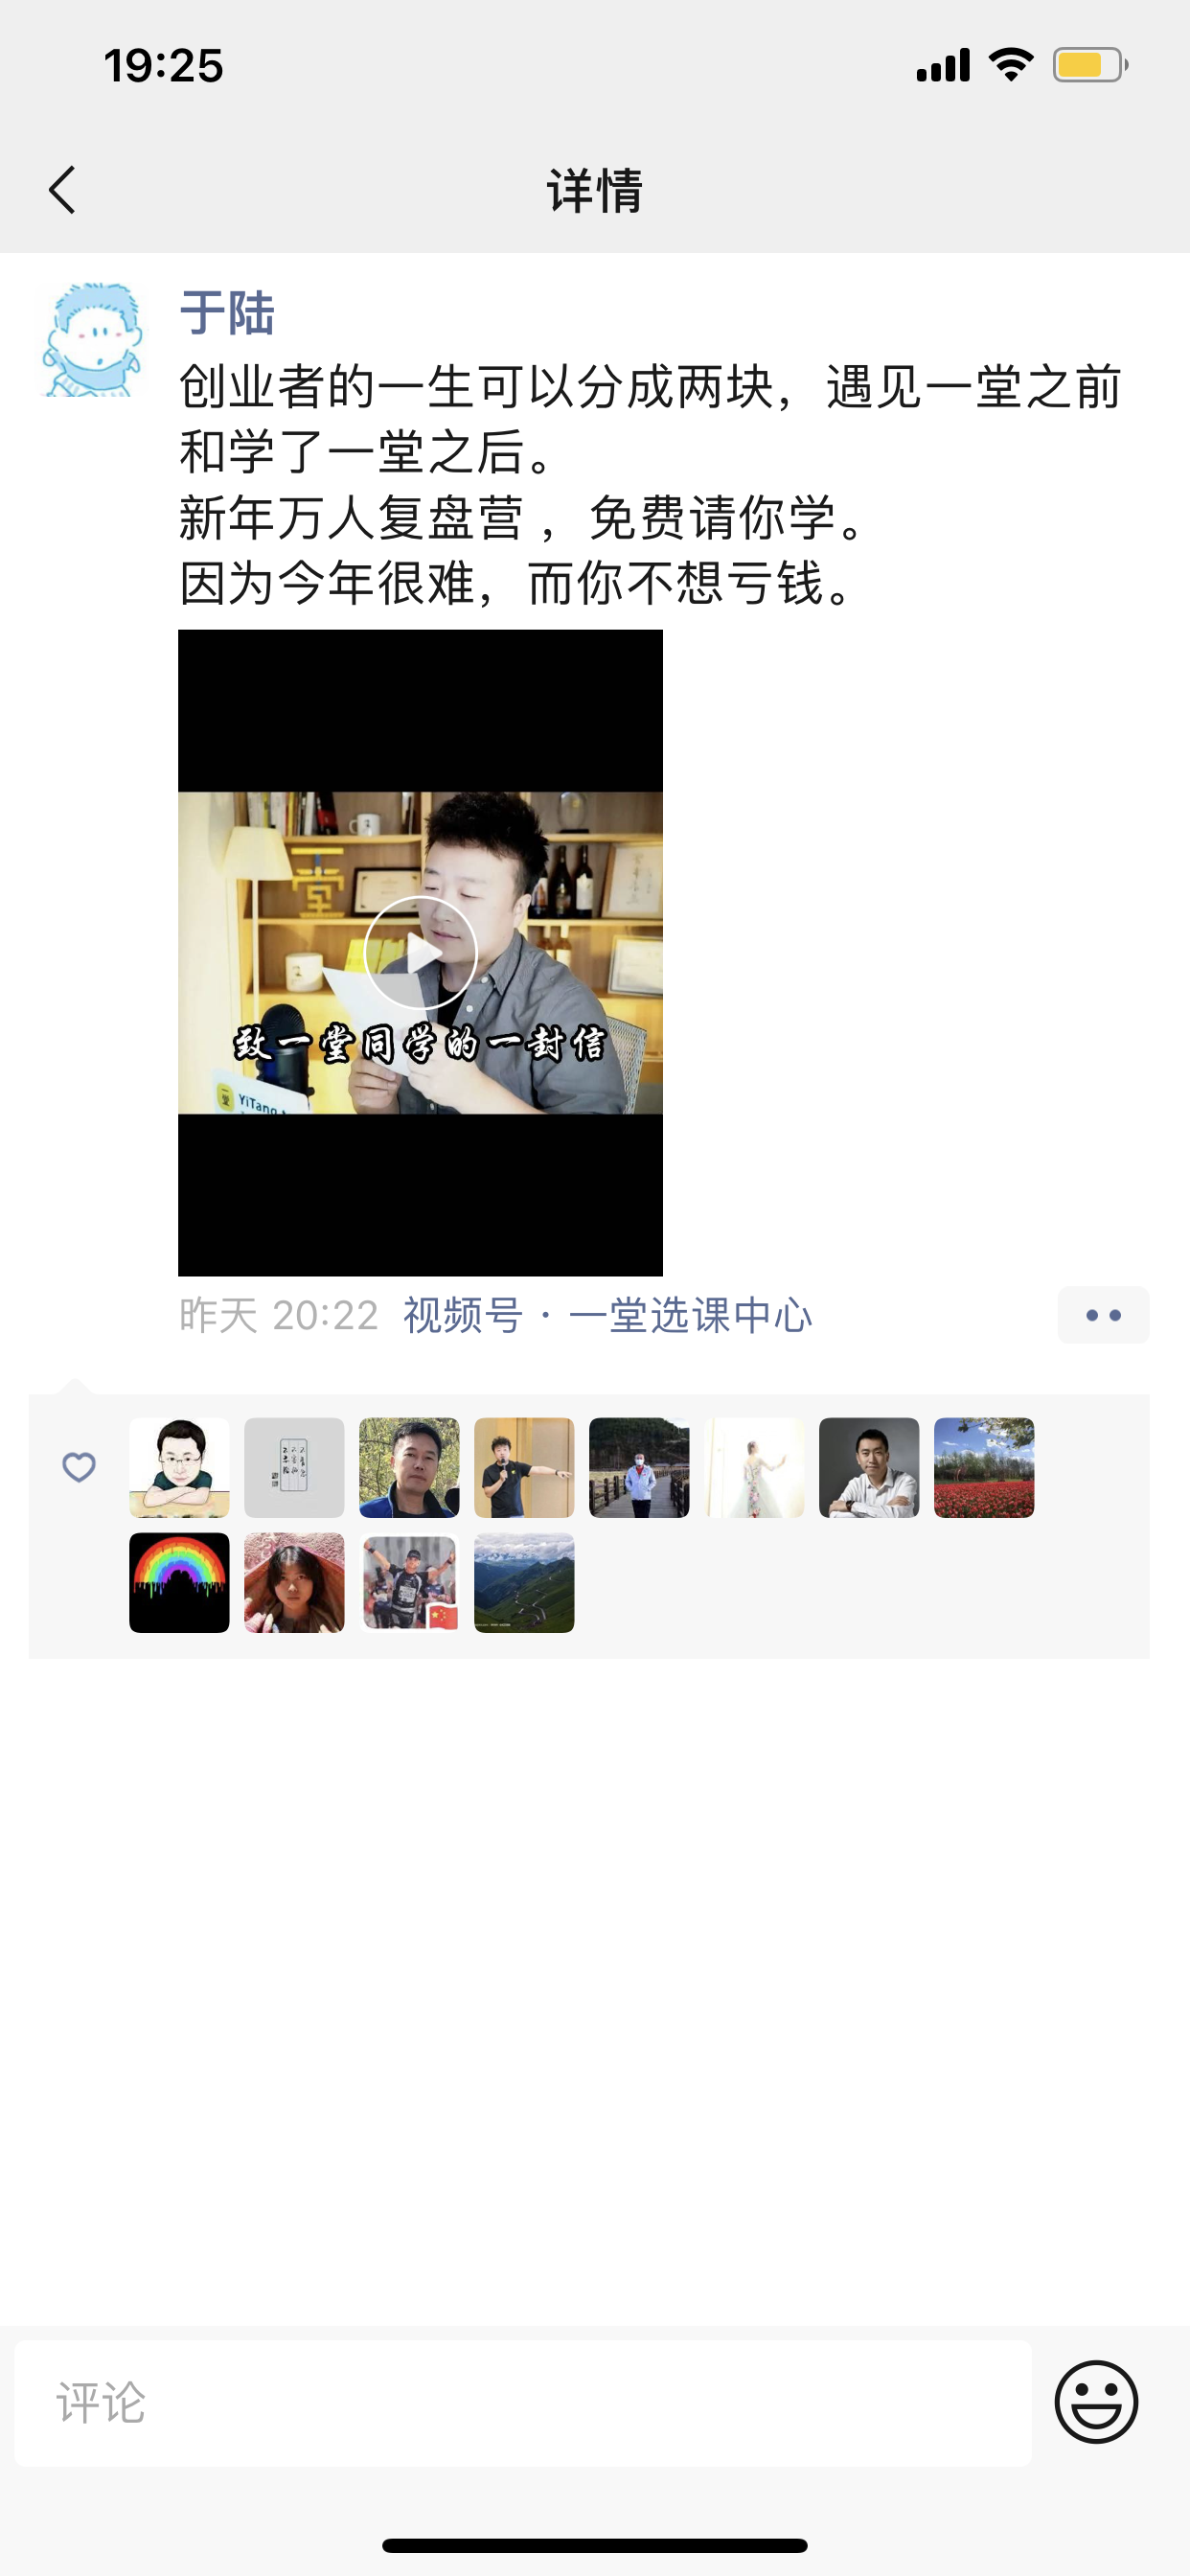 19:25
详情
于陆
创业者的一生可以分成两块，遇见一堂之前
和学了一堂之后。
新年万人复盘营 ，免费请你学。
因为今年很难，而你不想亏钱。
堂
致一堂同学的一封信
一堂 YiTang
昨天 20:22 视频号 · 一堂选课中心
评论